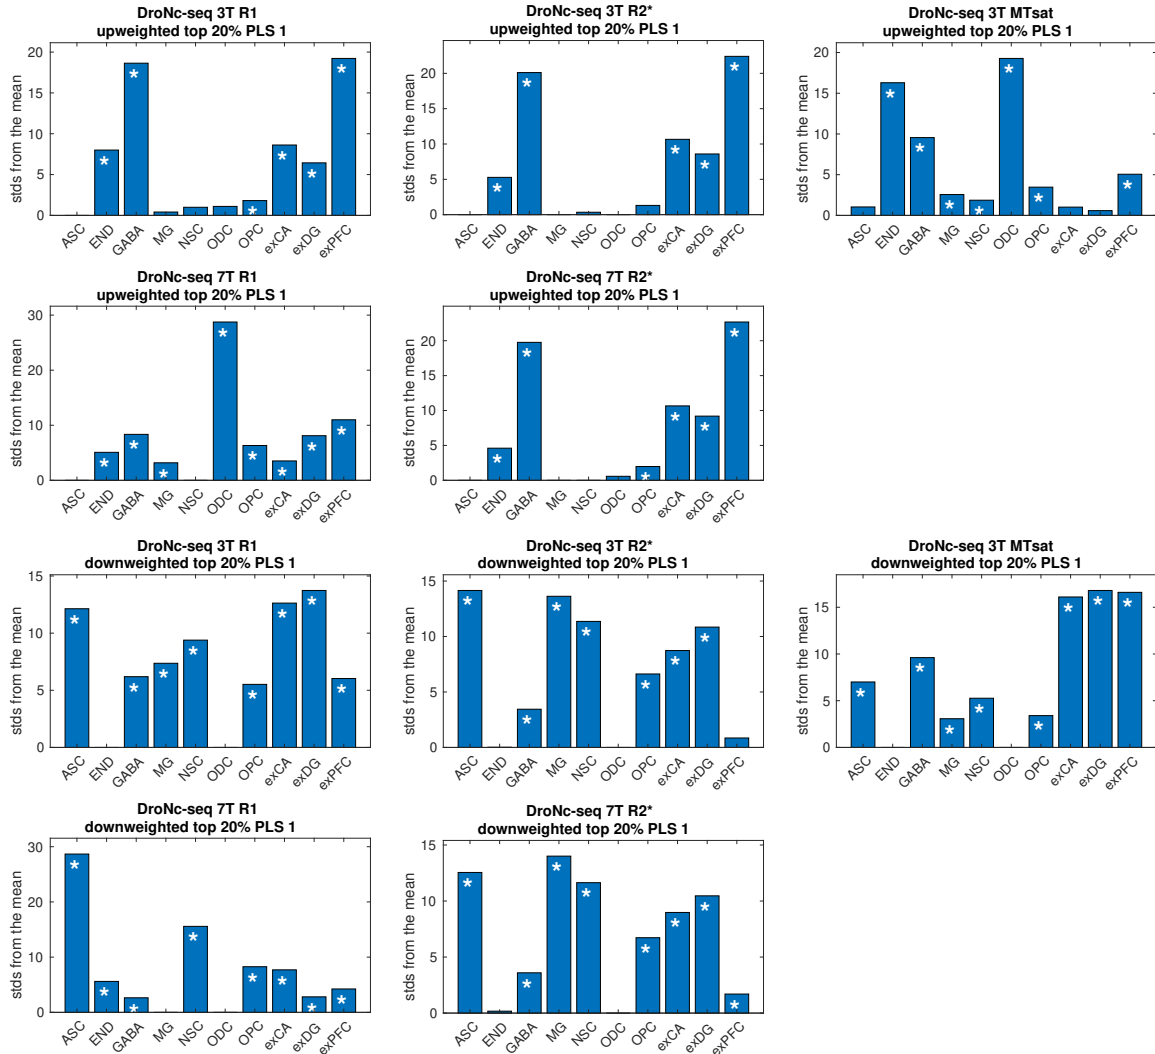 DroNc-seq 3T R1
upweighted top 20% PLS 1
stds from the mean
20
15
10
5
0
ASC
END
GABA
MG
NSC
ODC
OPC
exCA
exDG
exPFC
* * * * * *
DroNc-seq 3T R2*
upweighted top 20% PLS 1
stds from the mean
20
15
10
5
0
ASC
END
GABA
MG
NSC
ODC
OPC
exCA
exDG
exPFC
* * * * *
DroNc-seq 3T MTsat
upweighted top 20% PLS 1
stds from the mean
20
15
10
5
0
ASC
END
GABA
MG
NSC
ODC
OPC
exCA
exDG
exPFC
* * * * * * *
DroNc-seq 7T R1
upweighted top 20% PLS 1
stds from the mean
30
20
10
0
ASC
END
GABA
MG
NSC
ODC
OPC
exCA
exDG
exPFC
* * * * * * * *
DroNc-seq 7T R2*
upweighted top 20% PLS 1
stds from the mean
20
10
0
ASC
END
GABA
MG
NSC
ODC
OPC
exCA
exDG
exPFC
* * * * * *
DroNc-seq 3T R1
downweighted top 20% PLS 1
stds from the mean
15
10
5
0
ASC
END
GABA
MG
NSC
ODC
OPC
exCA
exDG
exPFC
* * * * * * * *
DroNc-seq 3T R2*
downweighted top 20% PLS 1
stds from the mean
15
10
5
0
ASC
END
GABA
MG
NSC
ODC
OPC
exCA
exDG
exPFC
* * * * * * *
DroNc-seq 3T MTsat
downweighted top 20% PLS 1
stds from the mean
15
10
5
0
ASC
END
GABA
MG
NSC
ODC
OPC
exCA
exDG
exPFC
* * * * * * * *
DroNc-seq 7T R1
downweighted top 20% PLS 1
stds from the mean
30
20
10
0
ASC
END
GABA
MG
NSC
ODC
OPC
exCA
exDG
exPFC
* * * * * * * *
DroNc-seq 7T R2*
downweighted top 20% PLS 1
stds from the mean
15
10
5
0
ASC
END
GABA
MG
NSC
ODC
OPC
exCA
exDG
exPFC
* * * * * * * *